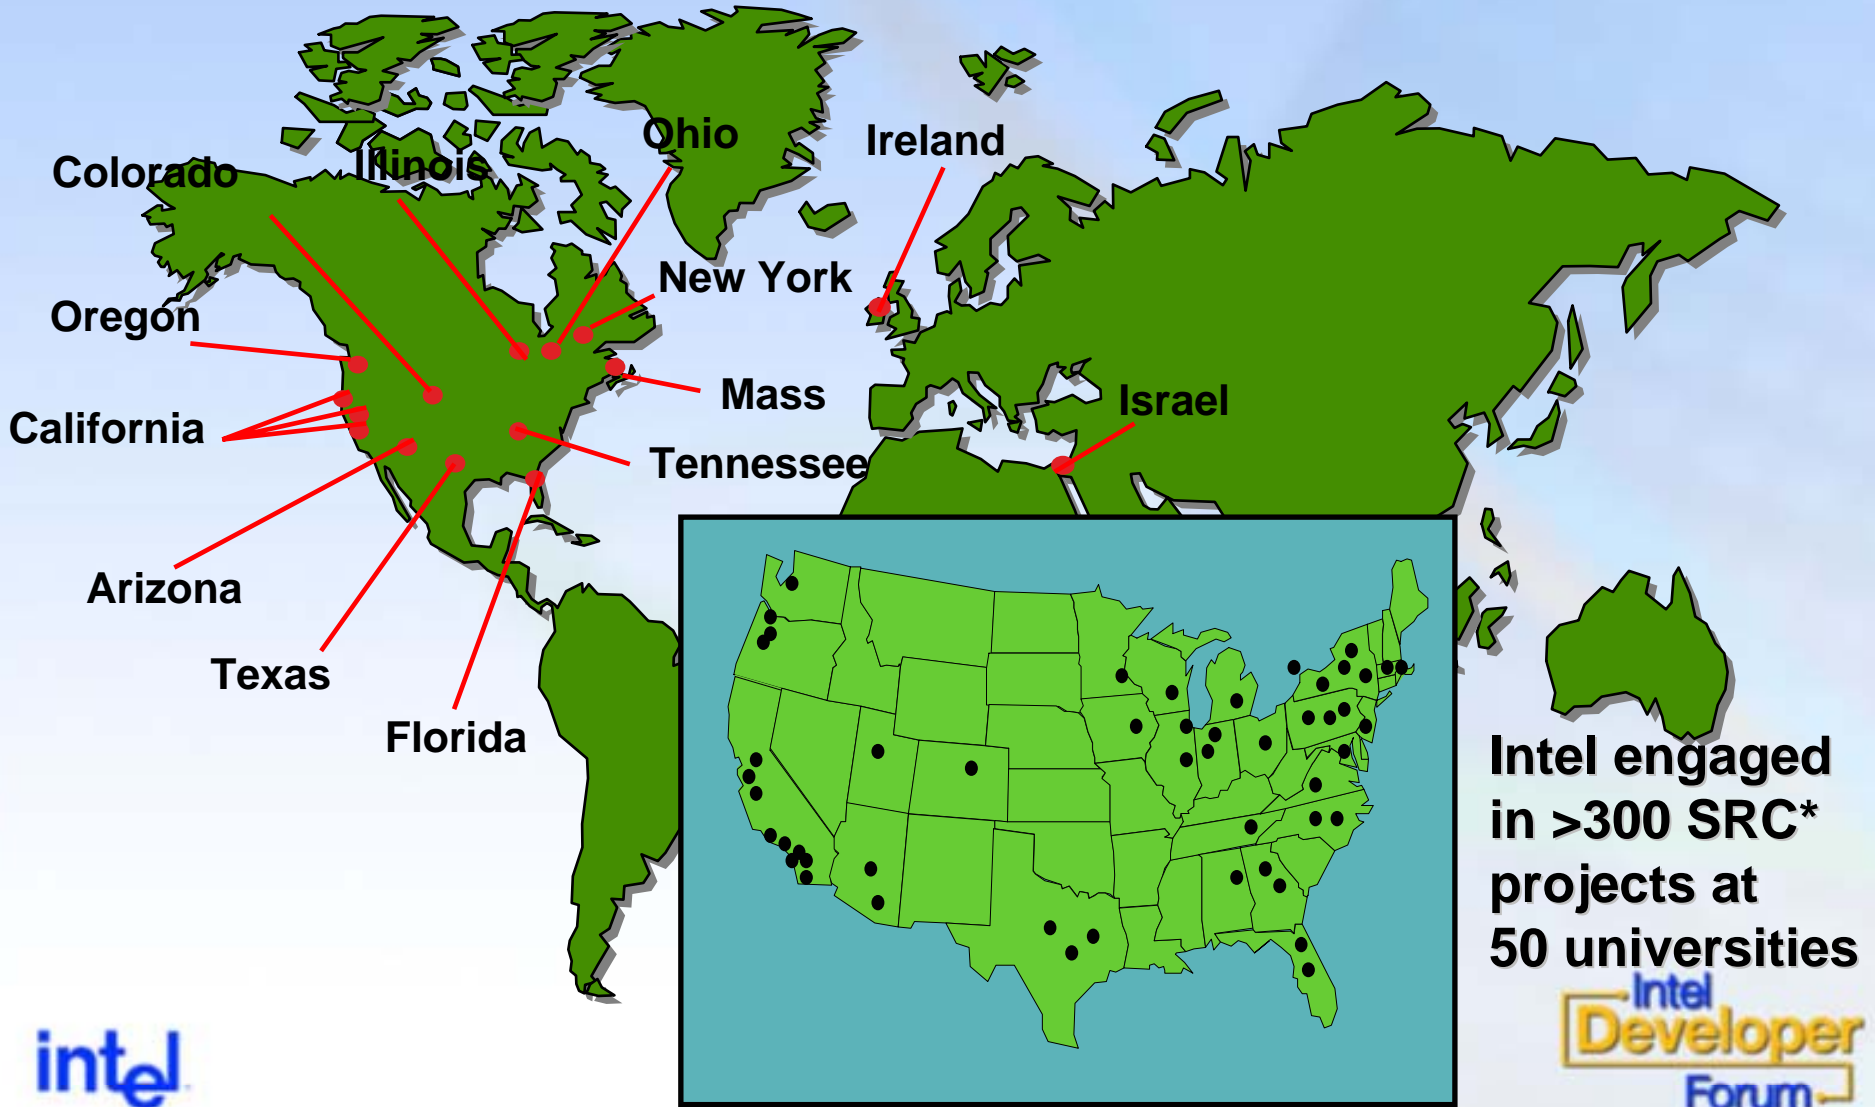 Ohio
Ireland
Colorado
Illinois
New York
Oregon
Mass
Israel
California
Tennessee
Arizona
Texas
Florida
Intel engaged
in >300 SRC*
projects at
50 universities
intel
Intel
Developer
Forum